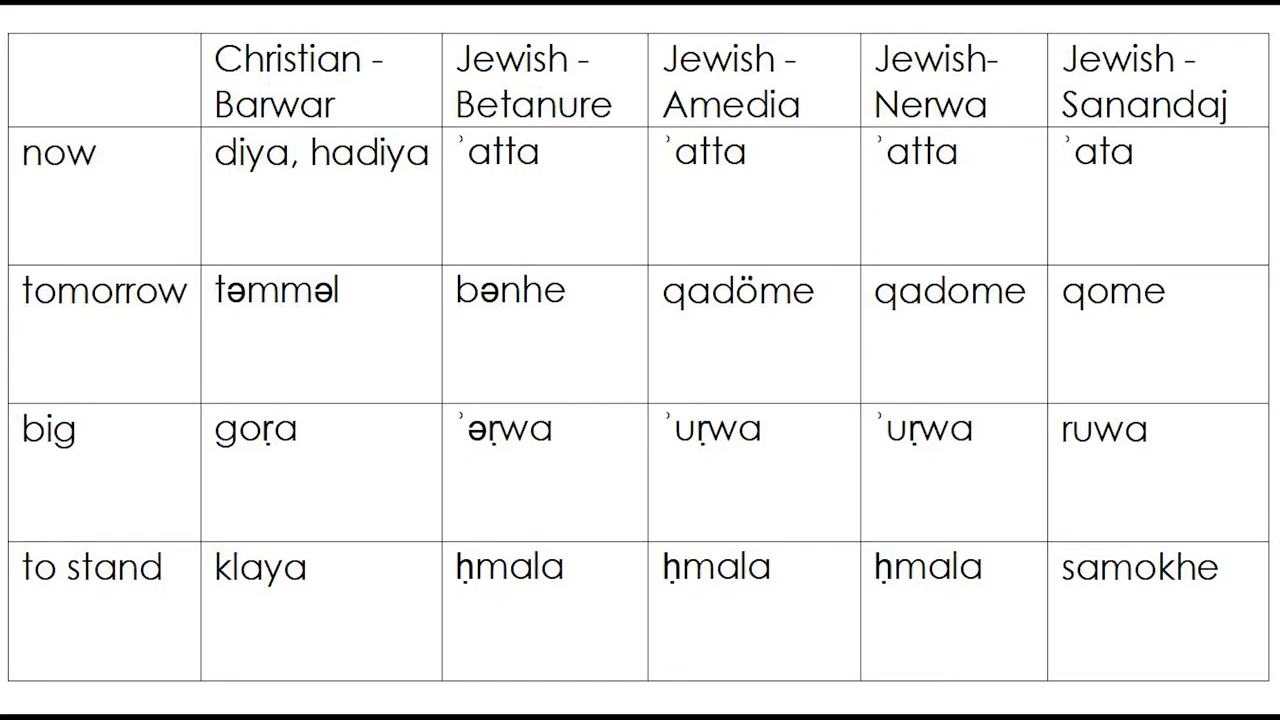 Christian -
Barwar
Jewish -
Betanure
Jewish -
Amedia
Jewish-
Nerwa
Jewish -
Sanandaj
now
diya, hadiya
ʾatta
ʾatta
ʾatta
ʾata
tomorrow
təmməl
bənhe
qadöme
qadome
qome
big
goṛa
ʾəṛwa
ʾuṛwa
ʾuṛwa
ruwa
to stand
klaya
ḥmala
ḥmala
ḥmala
samokhe